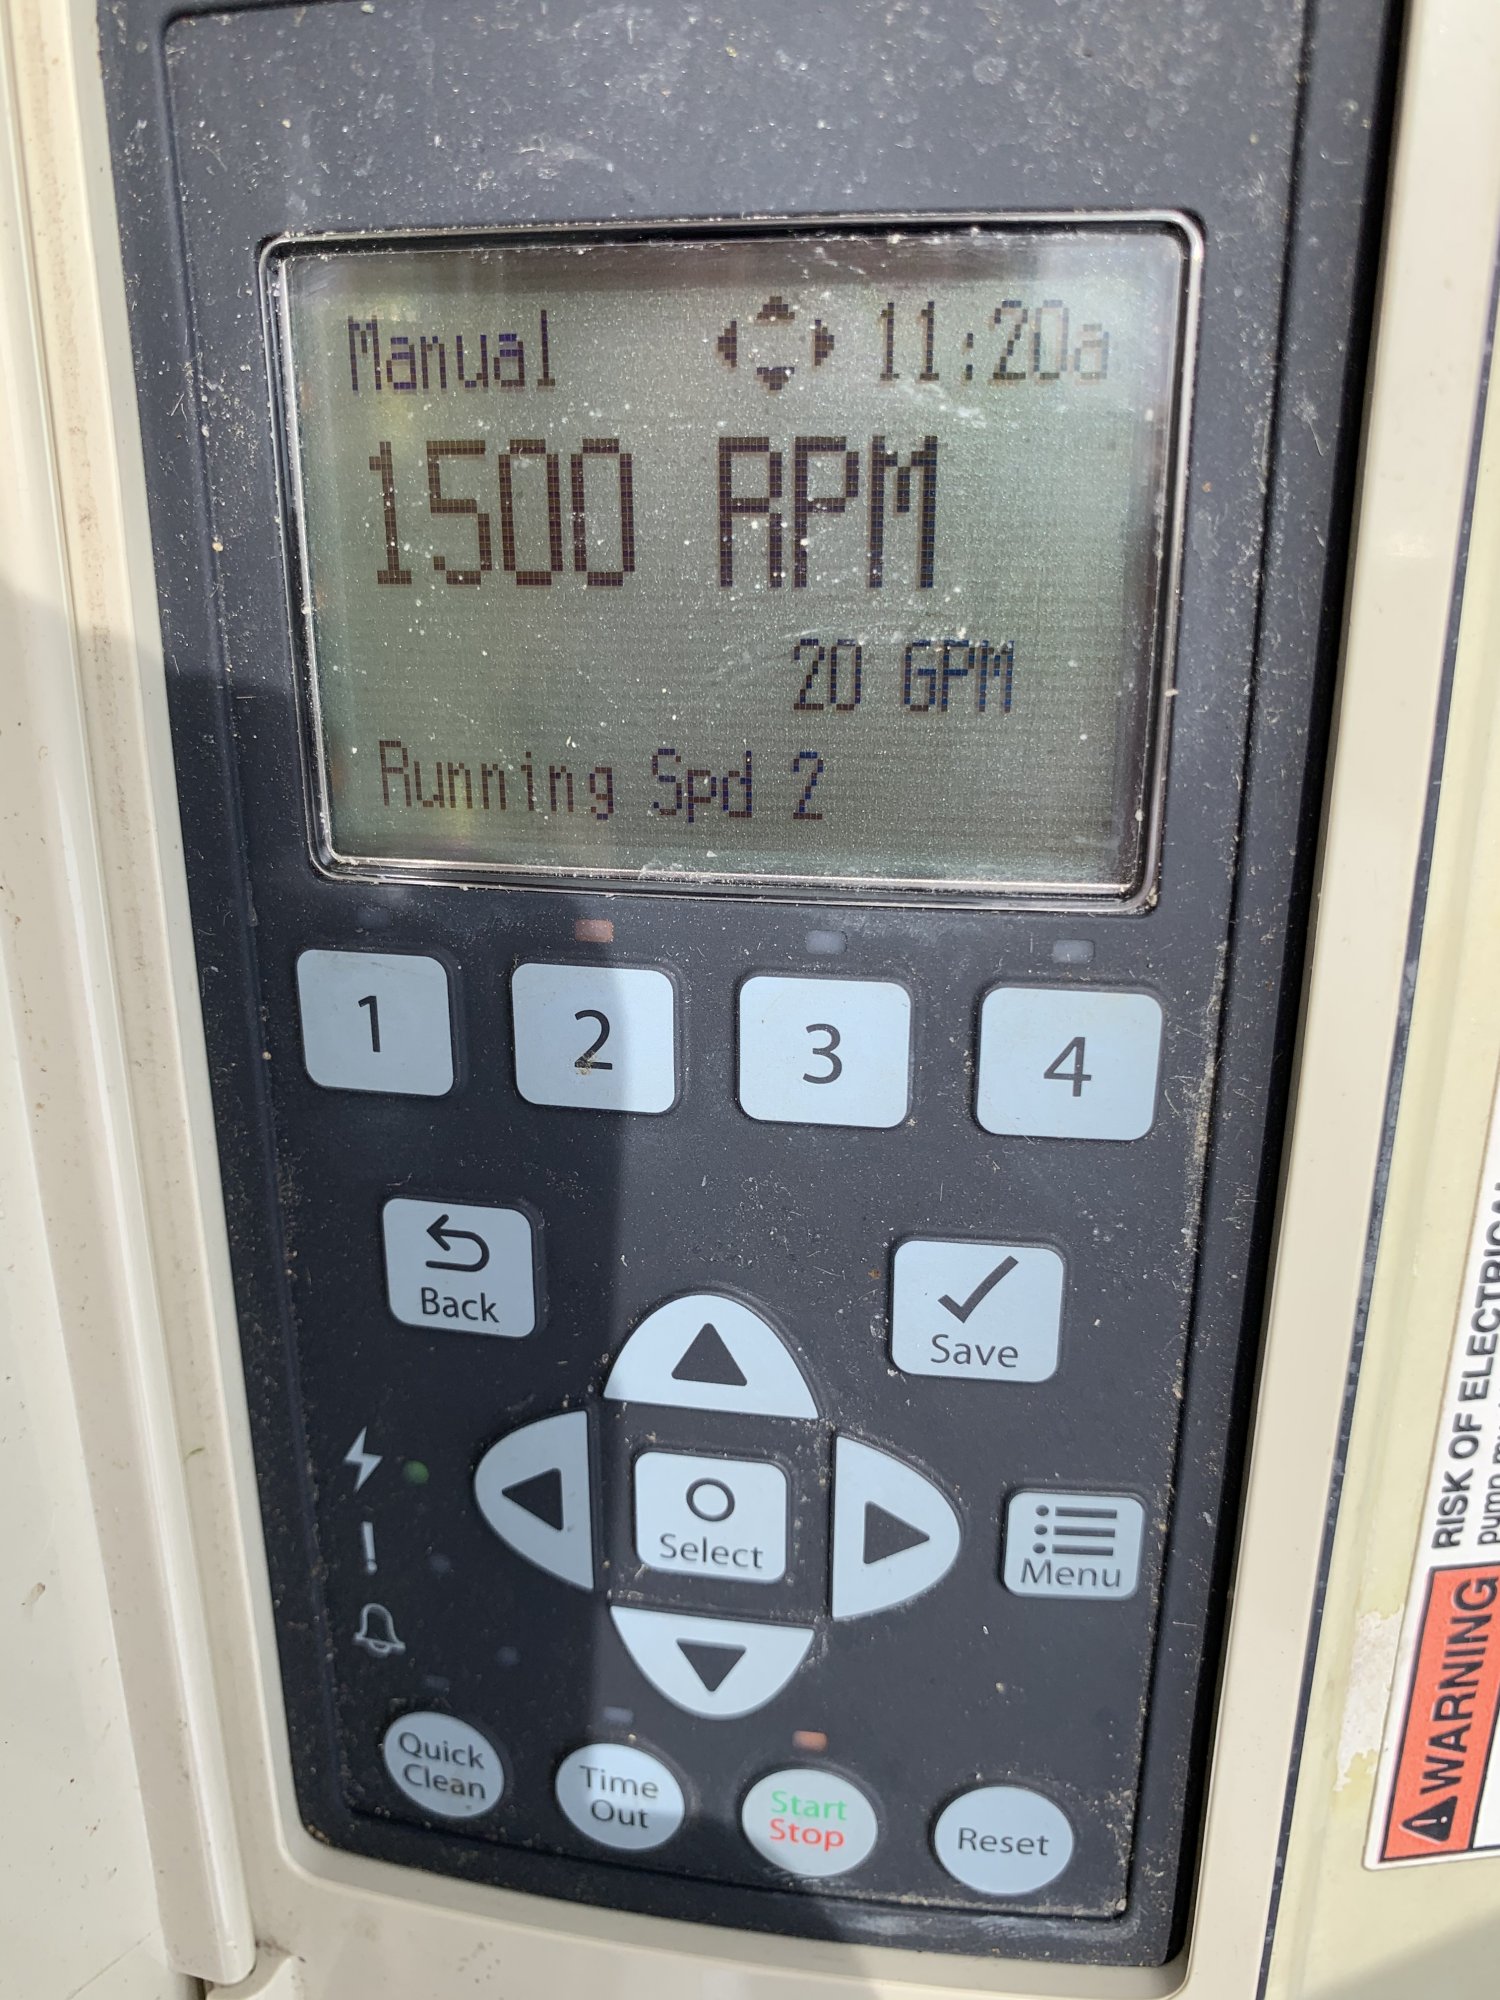 Manual 11:20a
1500 RPM
20 GPM
Running Spd 2
1 2 3 4
Back
Save
Select
Menu
Quick
Clean
Time
Out
Start
Stop
Reset
WARNING
RISK OF ELECTRICAL
pump